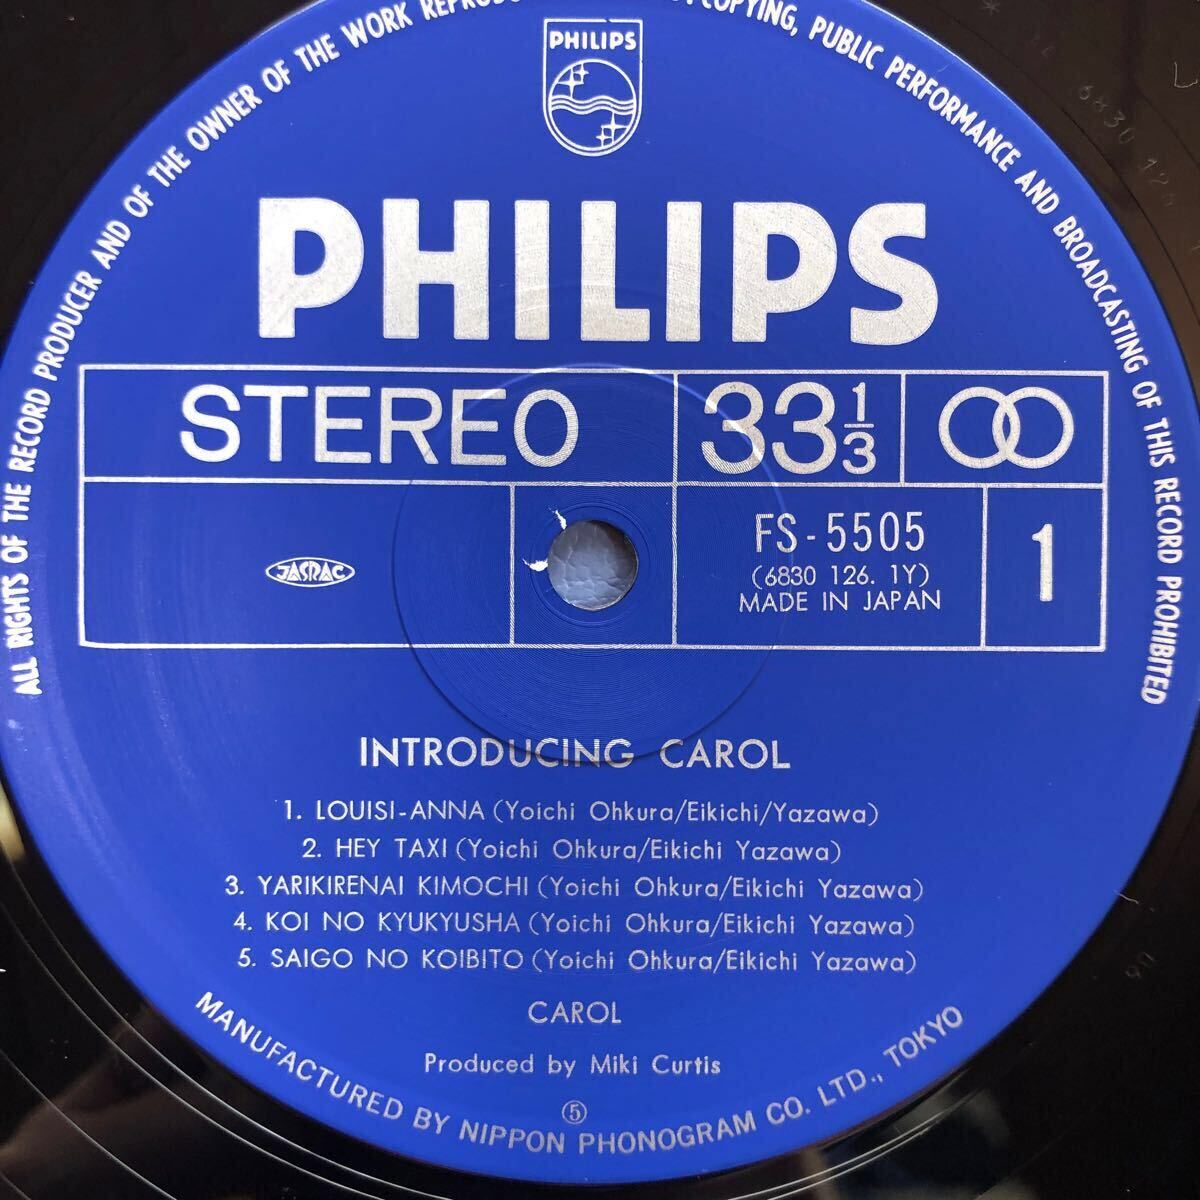 ALL RIGHTS OF THE RECORD PRODUCER AND OF THE OWNER OF THE WORK COPYING, PUBLIC PERFORMANCE AND BROADCASTING OF THIS RECORD PROHIBITED
PHILIPS
PHILIPS
STEREO
33 1/3
JASRAC
FS-5505
(6830 126. 1Y)
MADE IN JAPAN
1
INTRODUCING CAROL
1. LOUISI-ANNA (Yoichi Ohkura/Eikichi/Yazawa)
2. HEY TAXI (Yoichi Ohkura/Eikichi Yazawa)
3. YARIKIRENAI KIMOCHI (Yoichi Ohkura/Eikichi Yazawa)
4. KOI NO KYUKYUSHA (Yoichi Ohkura/Eikichi Yazawa)
5. SAIGO NO KOIBITO (Yoichi Ohkura/Eikichi Yazawa)
CAROL
Produced by Miki Curtis
⑤
MANUFACTURED BY NIPPON PHONOGRAM CO. LTD., TOKYO
6830 126